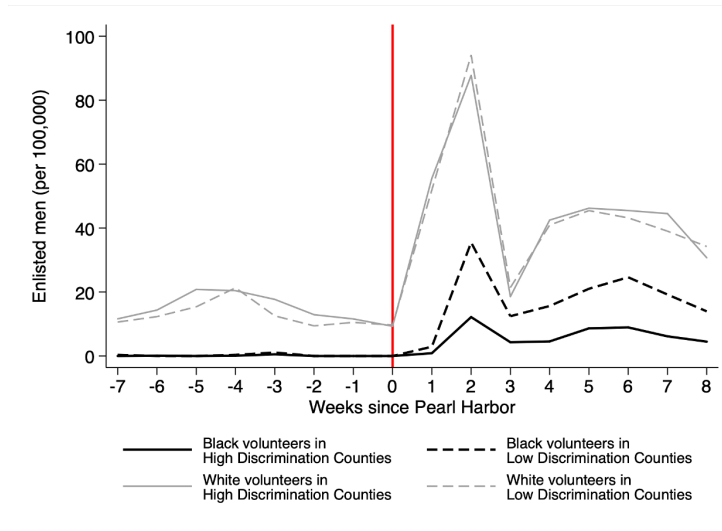 Enlisted men (per 100,000)
100
80
60
40
20
0
-7 -6 -5 -4 -3 -2 -1 0 1 2 3 4 5 6 7 8
Weeks since Pearl Harbor
Black volunteers in
High Discrimination Counties
Black volunteers in
Low Discrimination Counties
White volunteers in
High Discrimination Counties
White volunteers in
Low Discrimination Counties